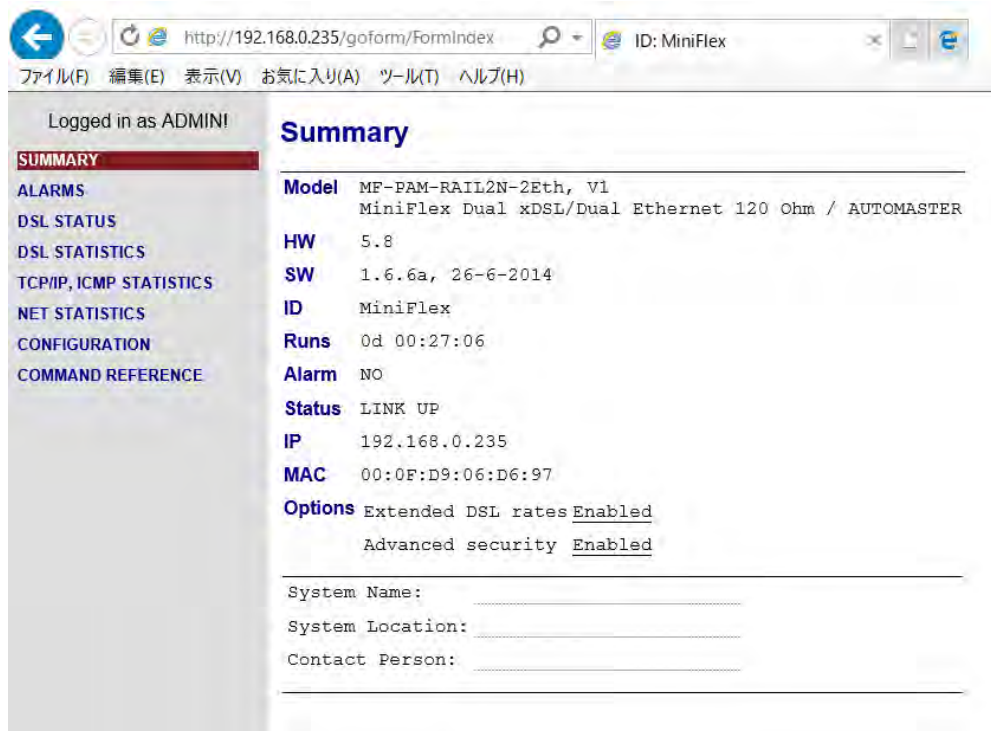 http://192.168.0.235/goform/FormIndex
ID: MiniFlex
ファイル(F) 編集(E) 表示(V) お気に入り(A) ツール(T) ヘルプ(H)
Logged in as ADMIN!
SUMMARY
ALARMS
DSL STATUS
DSL STATISTICS
TCP/IP, ICMP STATISTICS
NET STATISTICS
CONFIGURATION
COMMAND REFERENCE
Summary
Model MF-PAM-RAIL2N-2Eth, V1
MiniFlex Dual xDSL/Dual Ethernet 120 Ohm / AUTOMASTER
HW 5.8
SW 1.6.6a, 26-6-2014
ID MiniFlex
Runs 0d 00:27:06
Alarm NO
Status LINK UP
IP 192.168.0.235
MAC 00:0F:D9:06:D6:97
Options Extended DSL rates Enabled
Advanced security Enabled
System Name:
System Location:
Contact Person: